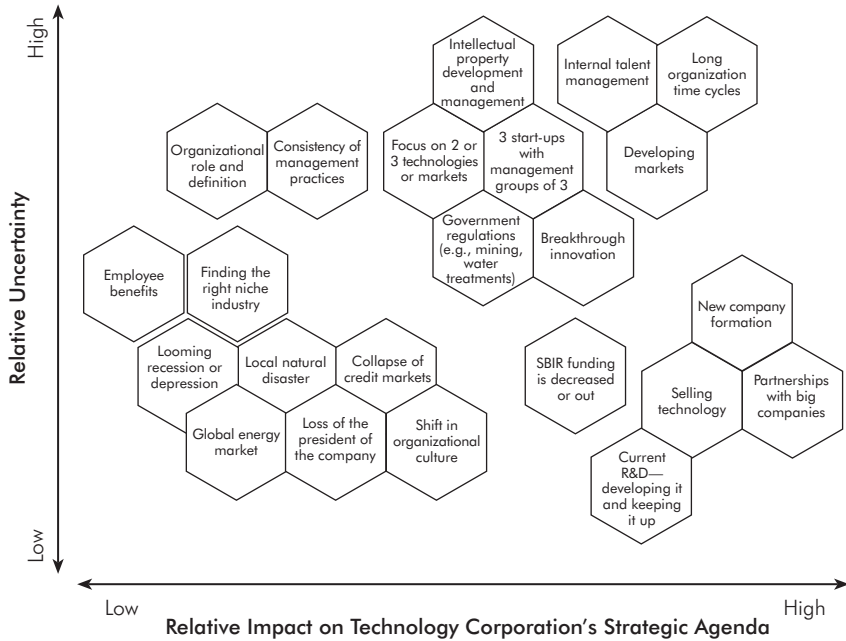 High
Relative Uncertainty
Low
Intellectual
property
development
and
management
Internal talent
management
Long
organization
time cycles
Organizational
role and
definition
Consistency of
management
practices
Focus on 2 or
3 technologies
or markets
3 start-ups
with
management
groups of 3
Developing
markets
Government
regulations
(e.g., mining,
water
treatments)
Breakthrough
innovation
Employee
benefits
Finding the
right niche
industry
New company
formation
Looming
recession or
depression
Local natural
disaster
Collapse of
credit markets
SBIR funding
is decreased
or out
Selling
technology
Partnerships
with big
companies
Global energy
market
Loss of the
president of
the company
Shift in
organizational
culture
Current
R&D—
developing it
and keeping
it up
Low
High
Relative Impact on Technology Corporation’s Strategic Agenda